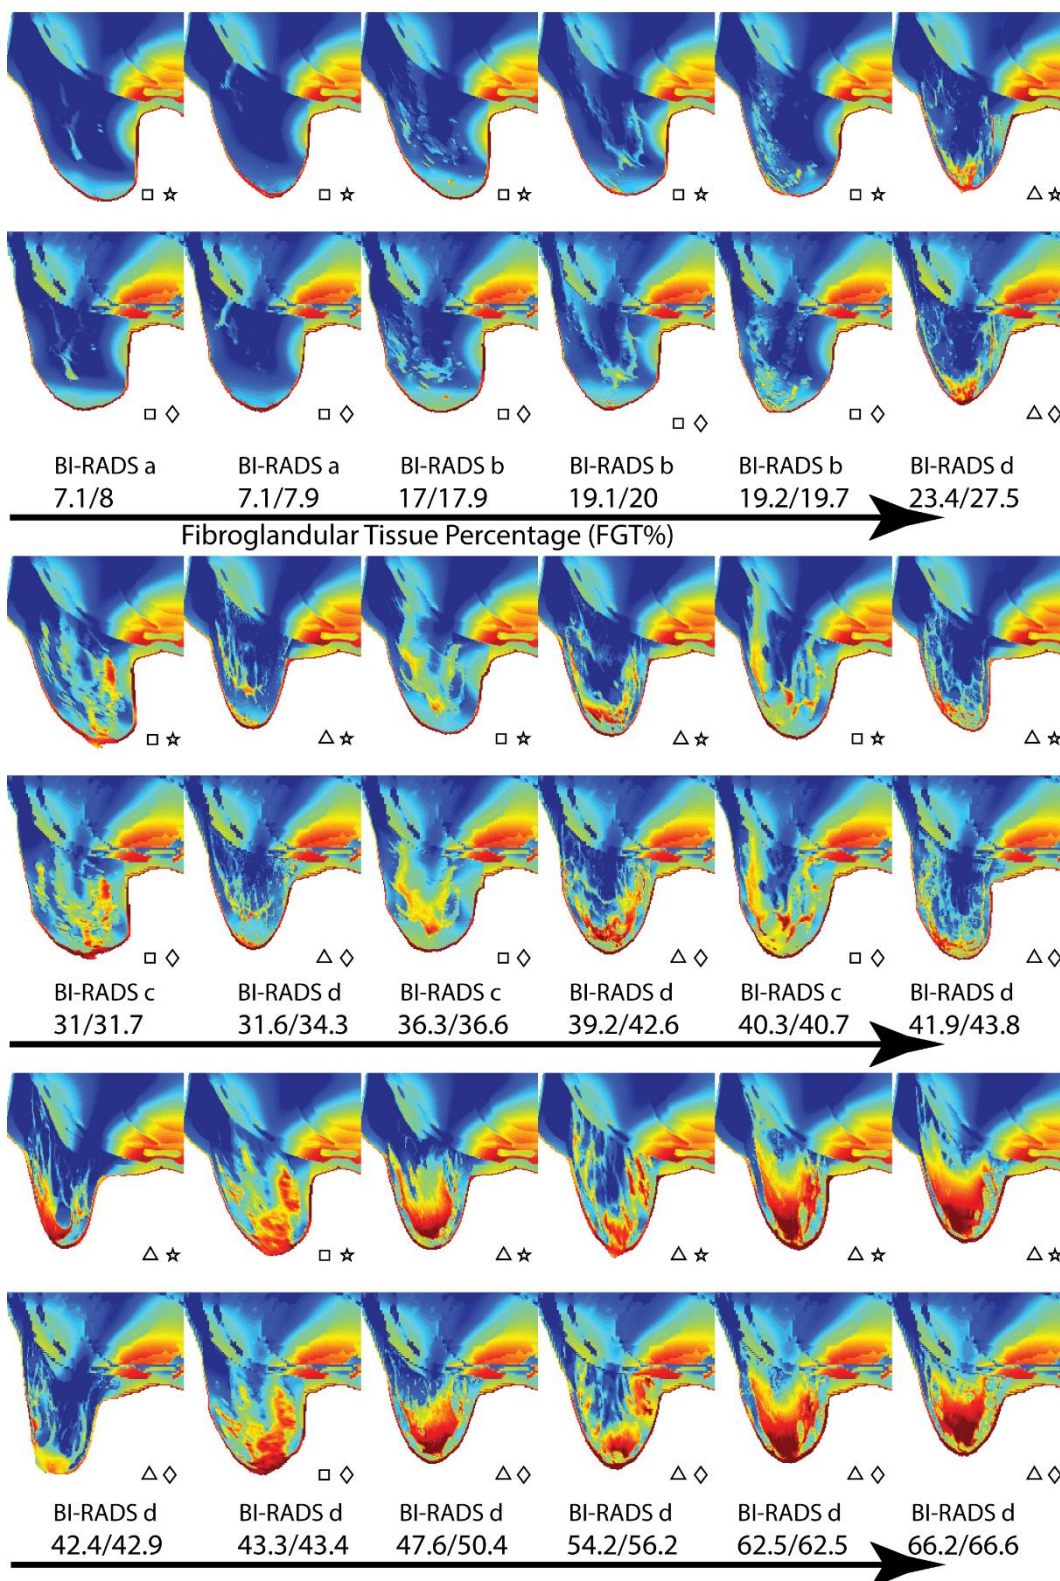 BI-RADS a BI-RADS a BI-RADS b BI-RADS b BI-RADS b BI-RADS d
7.1/8 7.1/7.9 17/17.9 19.1/20 19.2/19.7 23.4/27.5
Fibroglandular Tissue Percentage (FGT%)
BI-RADS c BI-RADS d BI-RADS c BI-RADS d BI-RADS c BI-RADS d
31/31.7 31.6/34.3 36.3/36.6 39.2/42.6 40.3/40.7 41.9/43.8
BI-RADS d BI-RADS d BI-RADS d BI-RADS d BI-RADS d BI-RADS d
42.4/42.9 43.3/43.4 47.6/50.4 54.2/56.2 62.5/62.5 66.2/66.6